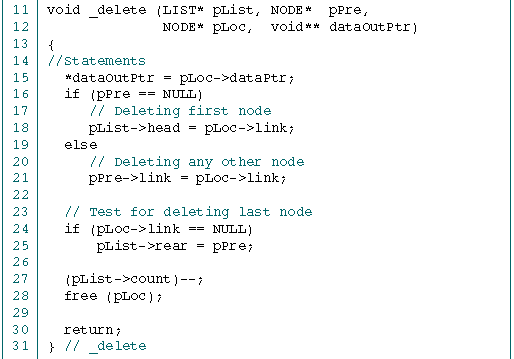 11 void _delete (LIST* pList, NODE*  pPre,
12               NODE* pLoc,  void** dataOutPtr)
13 {
14 //Statements
15   *dataOutPtr = pLoc->dataPtr;
16   if (pPre == NULL)
17      // Deleting first node
18      pList->head = pLoc->link;
19   else
20      // Deleting any other node
21      pPre->link = pLoc->link;
22
23   // Test for deleting last node
24   if (pLoc->link == NULL)
25       pList->rear = pPre;
26
27   (pList->count)--;
28   free (pLoc);
29
30   return;
31 } // _delete